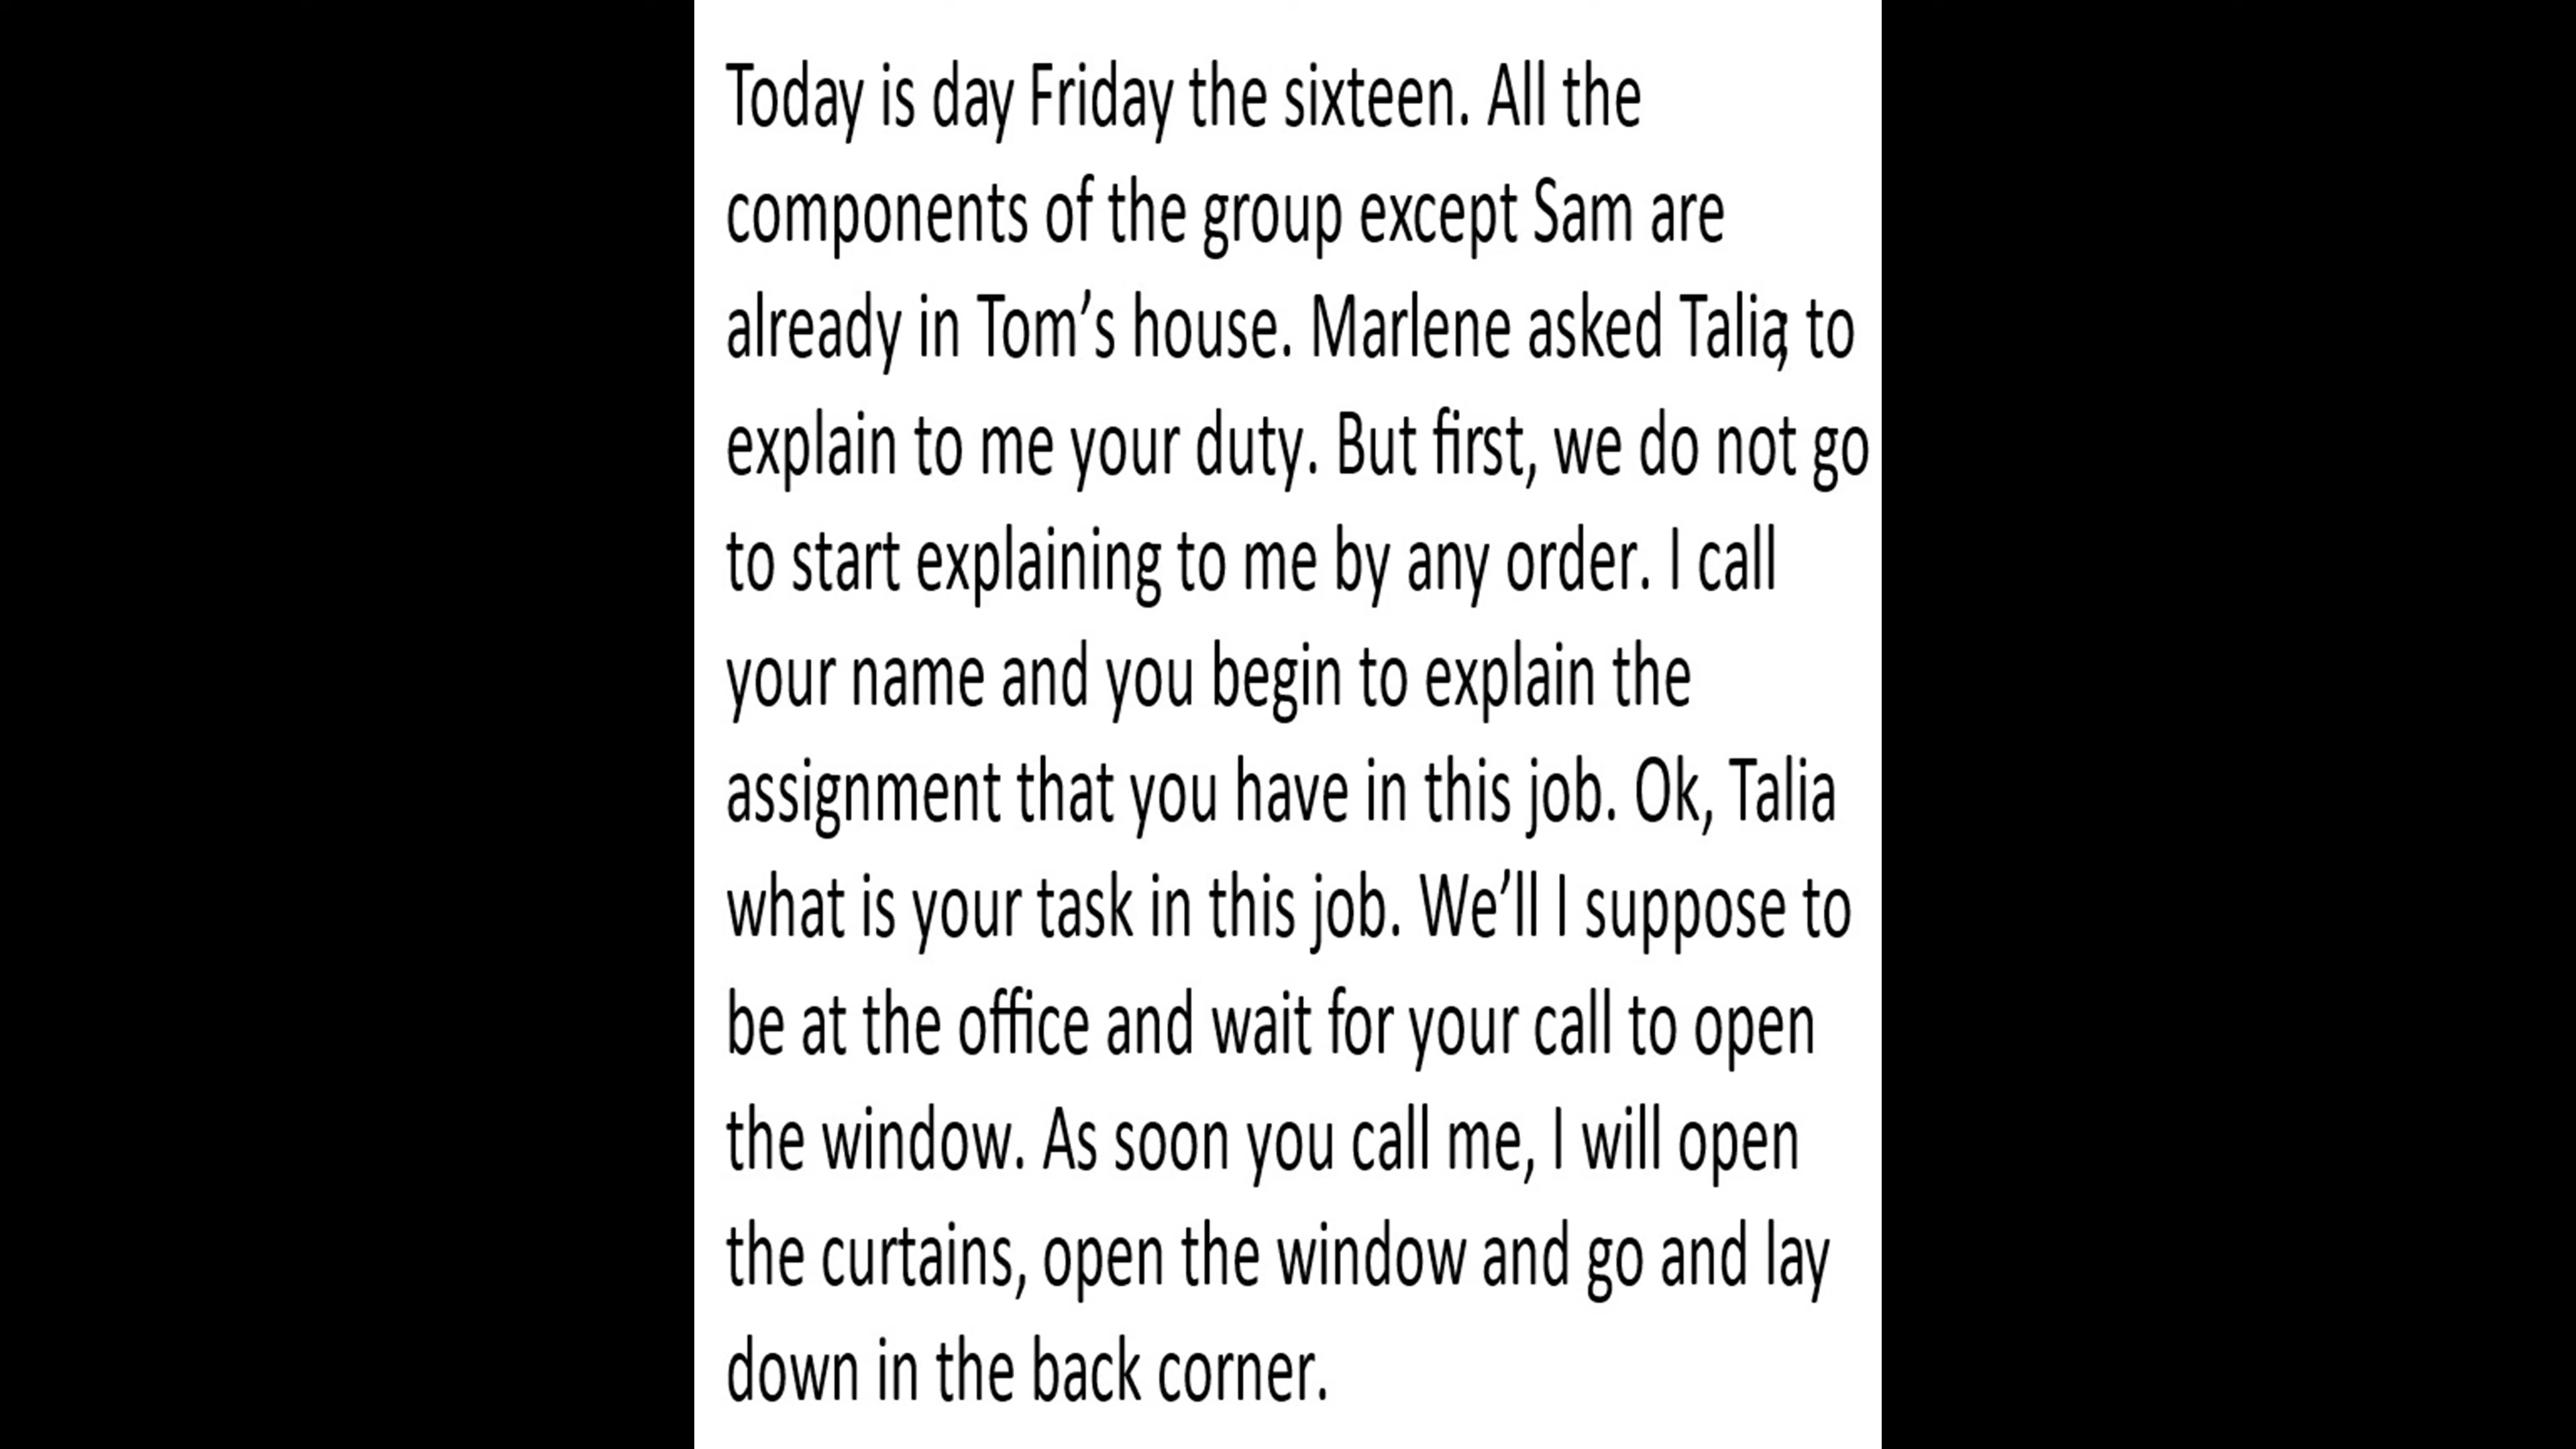 Today is day Friday the sixteen. All the
components of the group except Sam are
already in Tom’s house. Marlene asked Talia; to
explain to me your duty. But first, we do not go
to start explaining to me by any order. I call
your name and you begin to explain the
assignment that you have in this job. Ok, Talia
what is your task in this job. We’ll I suppose to
be at the office and wait for your call to open
the window. As soon you call me, I will open
the curtains, open the window and go and lay
down in the back corner.